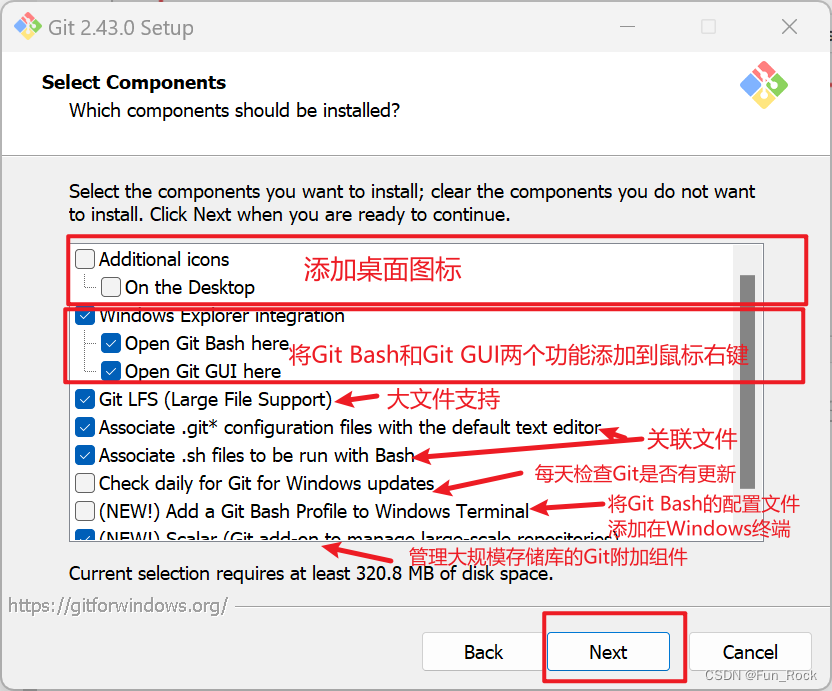 Git 2.43.0 Setup
Select Components
Which components should be installed?
Select the components you want to install; clear the components you do not want
to install. Click Next when you are ready to continue.
Additional icons
添加桌面图标
On the Desktop
Windows Explorer integration
Open Git Bash here
将Git Bash和Git GUI两个功能添加到鼠标右键
Open Git GUI here
Git LFS (Large File Support)
大文件支持
Associate .git* configuration files with the default text editor
关联文件
Associate .sh files to be run with Bash
每天检查Git是否有更新
Check daily for Git for Windows updates
(NEW!) Add a Git Bash Profile to Windows Terminal
将Git Bash的配置文件
添加在Windows终端
(NEW!) Scalar (Git add-on to manage large-scale repositories)
管理大规模存储库的Git附加组件
Current selection requires at least 320.8 MB of disk space.
https://gitforwindows.org/
Back
Next
Cancel
CSDN @Fun_Rock